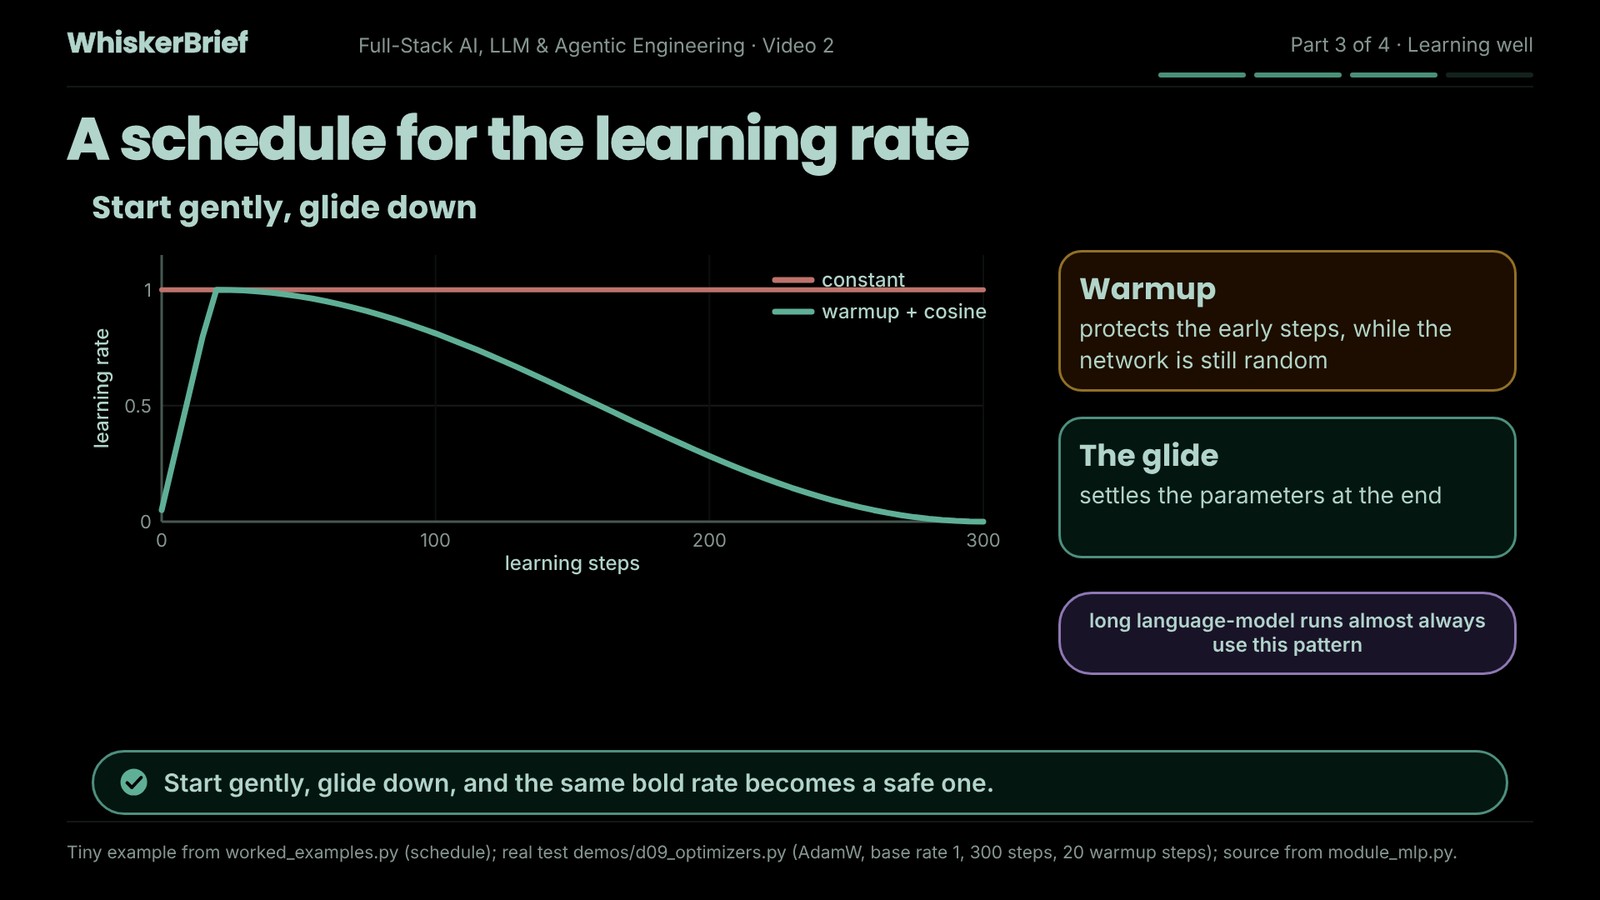 WhiskerBrief
Full-Stack AI, LLM & Agentic Engineering · Video 2
Part 3 of 4 · Learning well
A schedule for the learning rate
Start gently, glide down
constant
warmup + cosine
1
0.5
0
learning rate
0
100
200
300
learning steps
Warmup
protects the early steps, while the
network is still random
The glide
settles the parameters at the end
long language-model runs almost always
use this pattern
Start gently, glide down, and the same bold rate becomes a safe one.
Tiny example from worked_examples.py (schedule); real test demos/d09_optimizers.py (AdamW, base rate 1, 300 steps, 20 warmup steps); source from module_mlp.py.